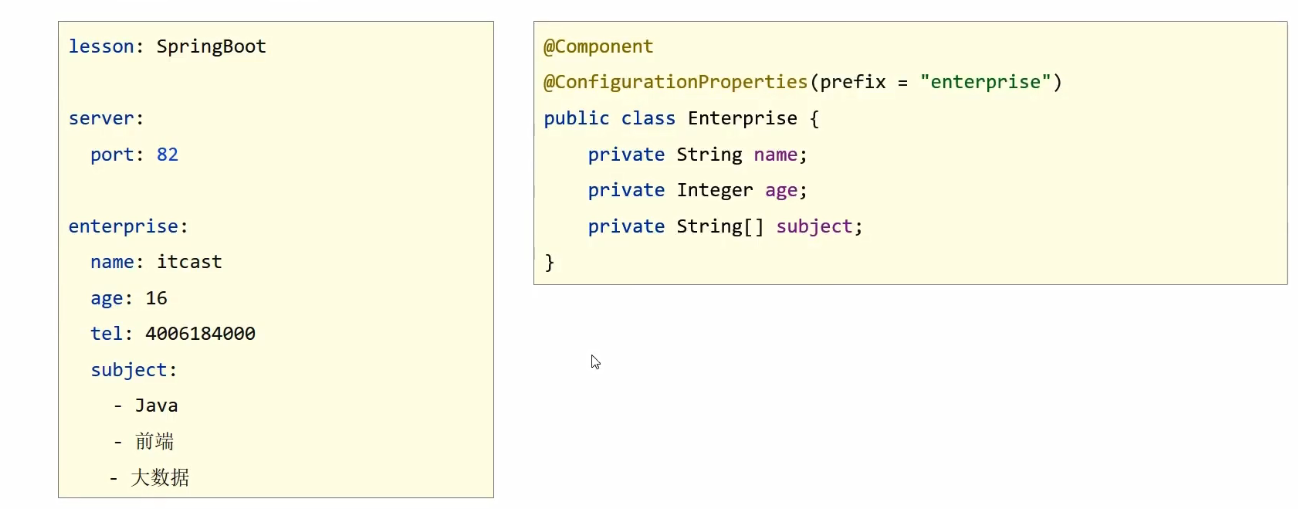 lesson: SpringBoot
server:
  port: 82
enterprise:
  name: itcast
  age: 16
  tel: 4006184000
  subject:
    - Java
    - 前端
    - 大数据
@Component
@ConfigurationProperties(prefix = "enterprise")
public class Enterprise {
    private String name;
    private Integer age;
    private String[] subject;
}